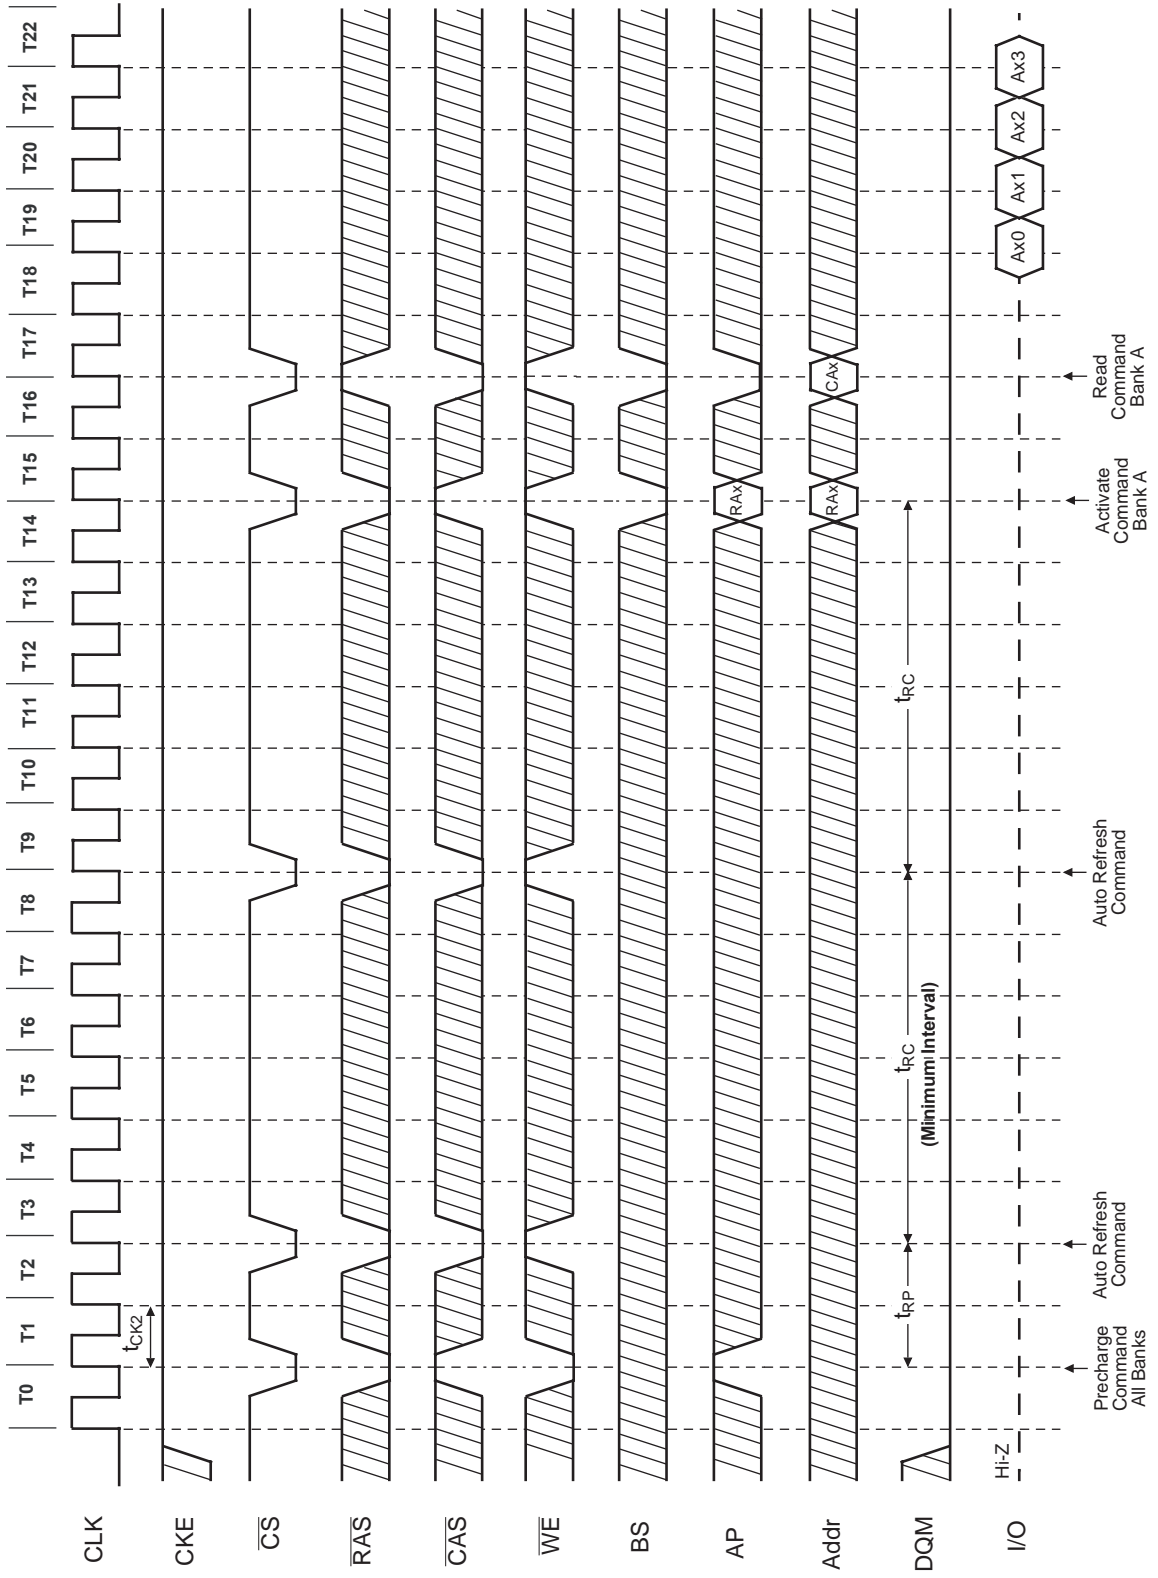 T0 T1 T2 T3 T4 T5 T6 T7 T8 T9 T10 T11 T12 T13 T14 T15 T16 T17 T18 T19 T20 T21 T22
CLK
tCK2
CKE
CS
RAS
CAS
WE
BS
AP
RAx
Addr
RAx CAx
DQM
tRP tRC tRC
(Minimum Interval)
I/O
Hi-Z
Ax0 Ax1 Ax2 Ax3
Precharge
Command
All Banks
Auto Refresh
Command
Auto Refresh
Command
Activate
Command
Bank A
Read
Command
Bank A